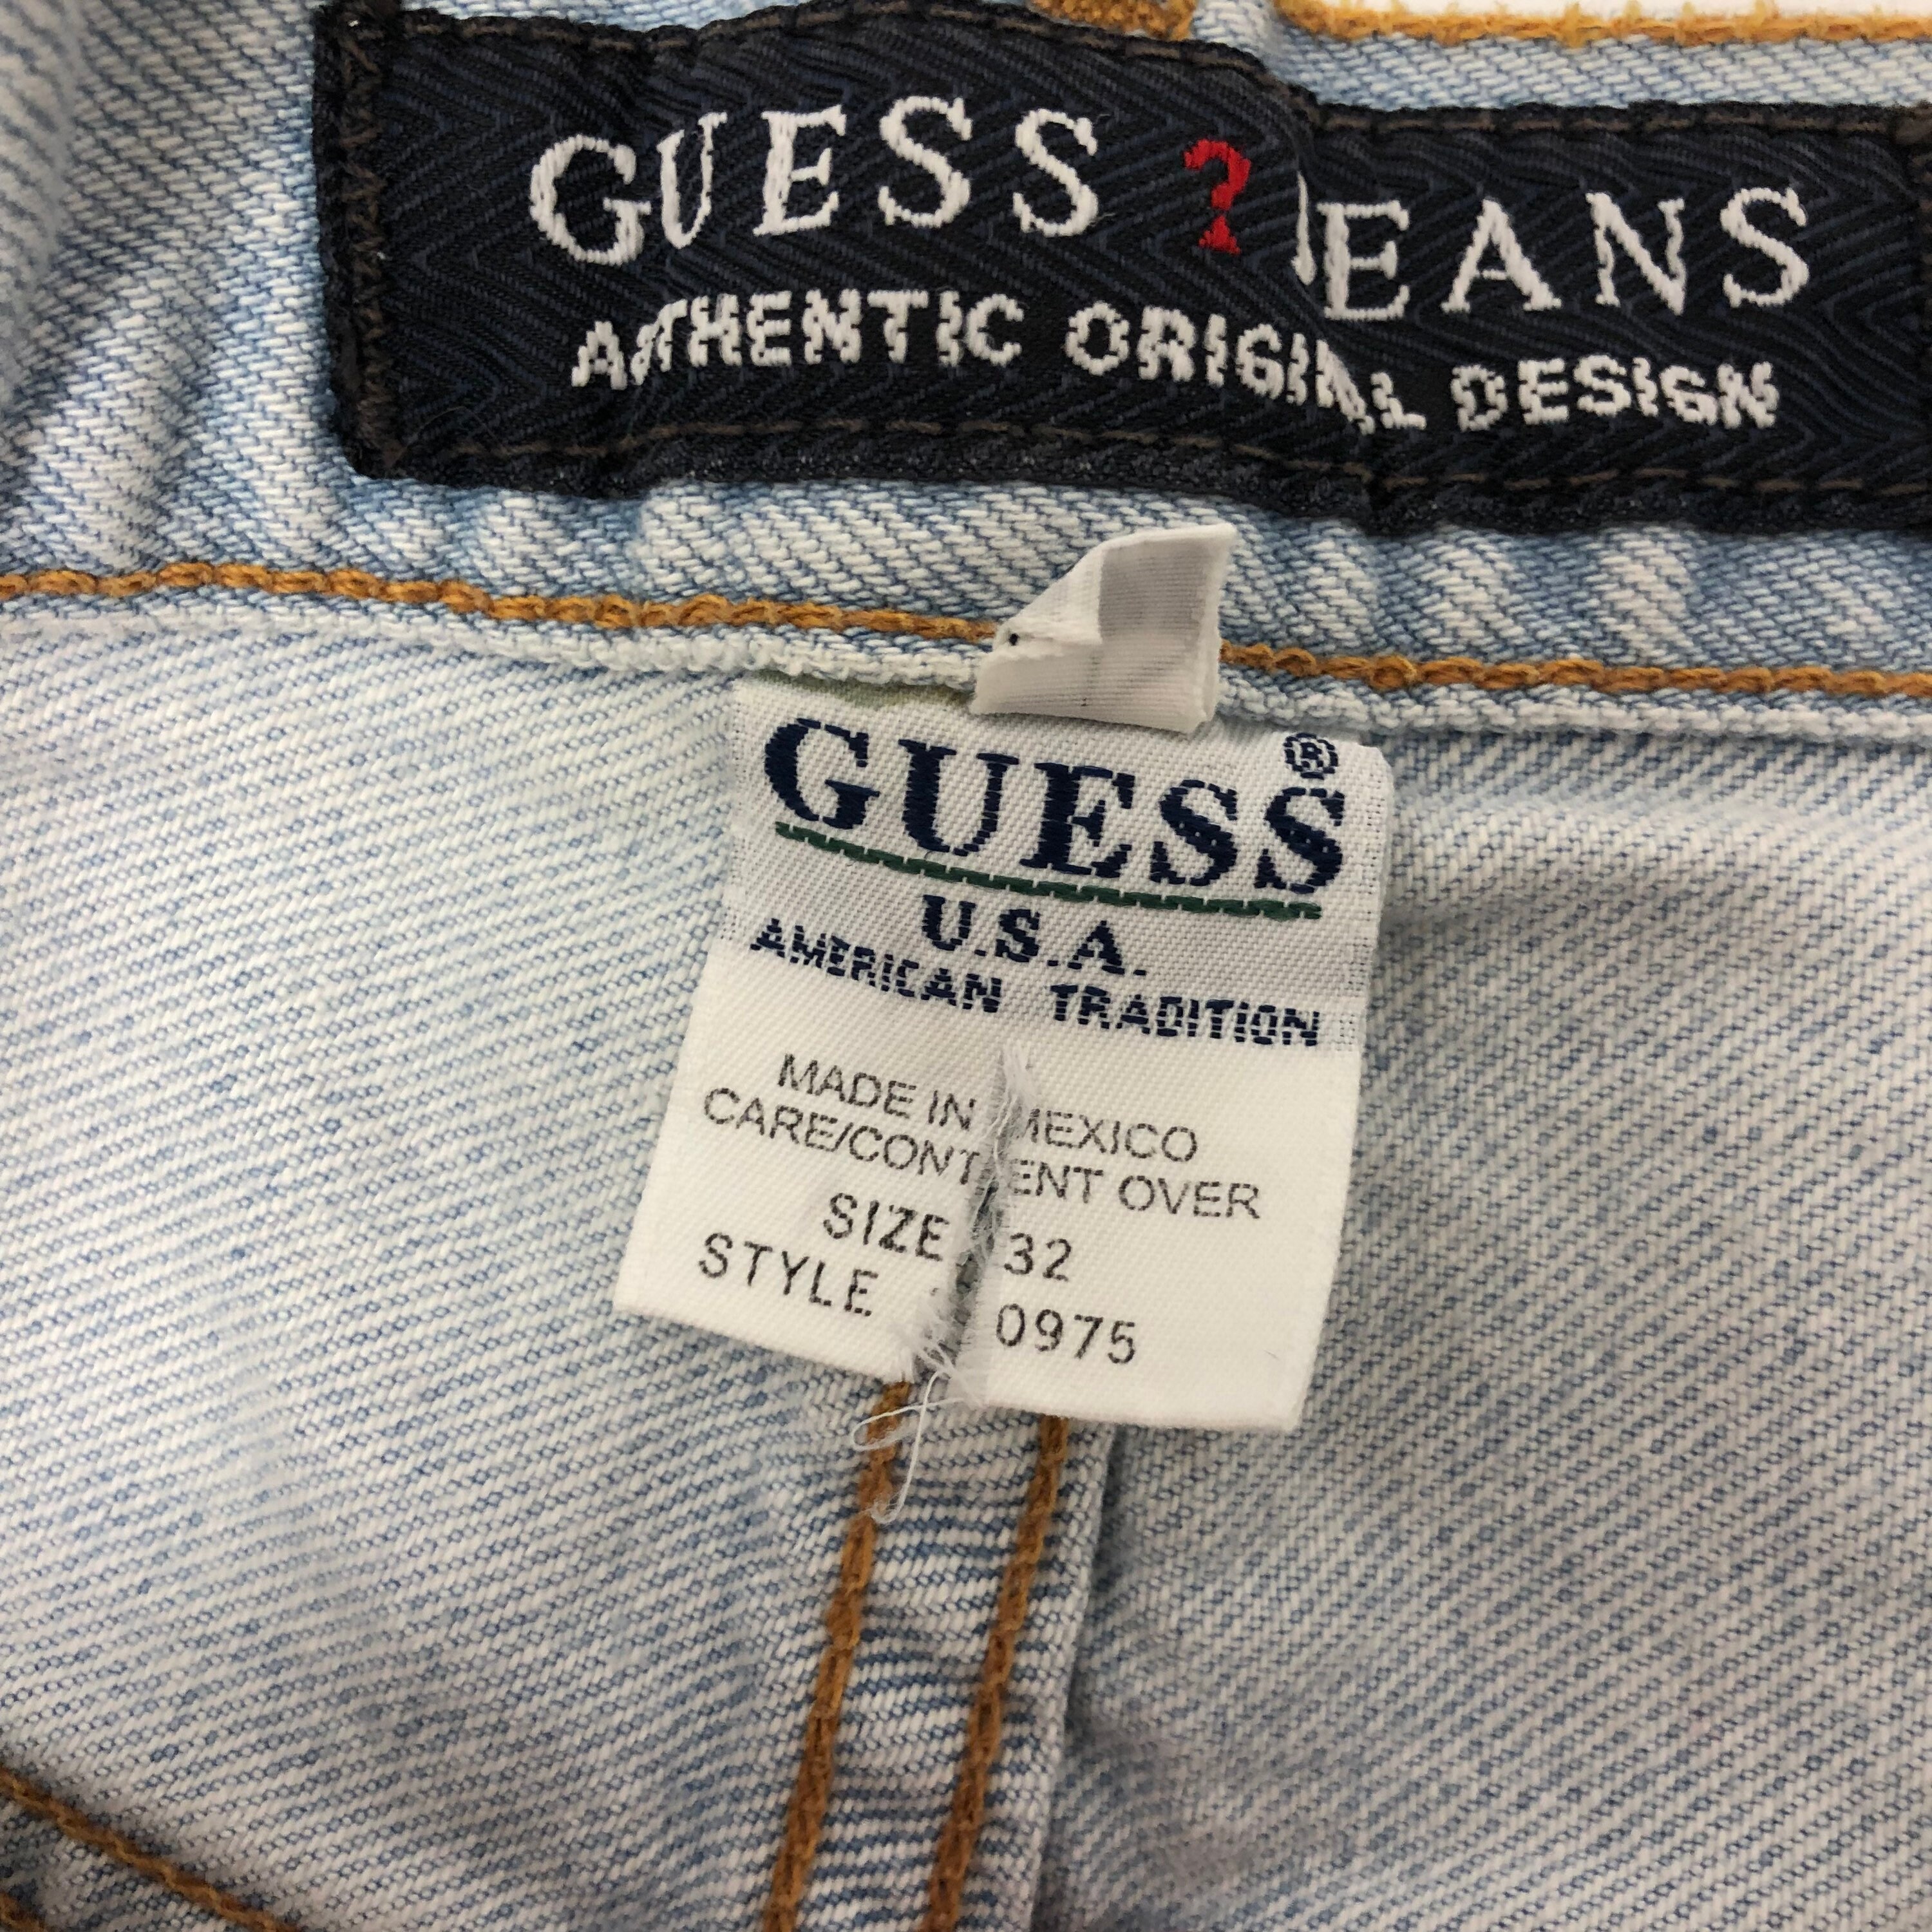 GUESS ? JEANS
AUTHENTIC ORIGINAL DESIGN
GUESS®
U.S.A.
AMERICAN TRADITION
MADE IN MEXICO
CARE/CONTENT OVER
SIZE 32
STYLE 0975